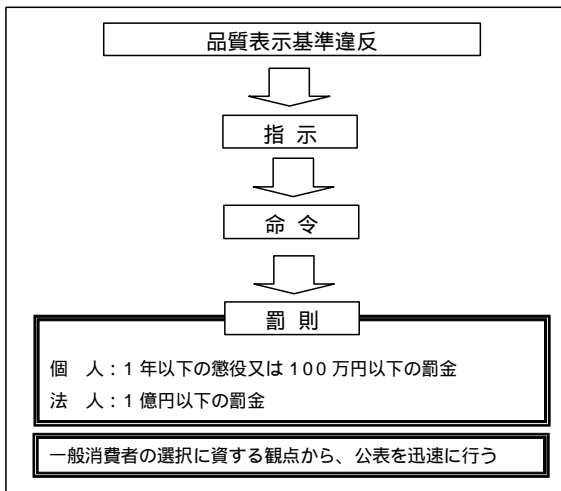 品質表示基準違反
指 示
命 令
罰 則
個　人：1 年以下の懲役又は 100 万円以下の罰金
法　人：1 億円以下の罰金
一般消費者の選択に資する観点から、公表を迅速に行う